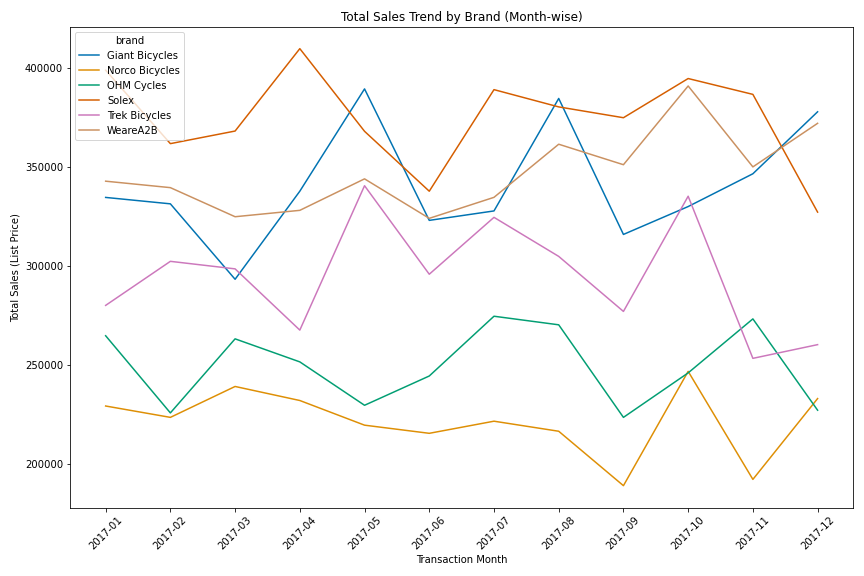 Total Sales Trend by Brand (Month-wise)
brand
Giant Bicycles
Norco Bicycles
OHM Cycles
Solex
Trek Bicycles
WeareA2B
Total Sales (List Price)
400000
350000
300000
250000
200000
2017-01
2017-02
2017-03
2017-04
2017-05
2017-06
2017-07
2017-08
2017-09
2017-10
2017-11
2017-12
Transaction Month